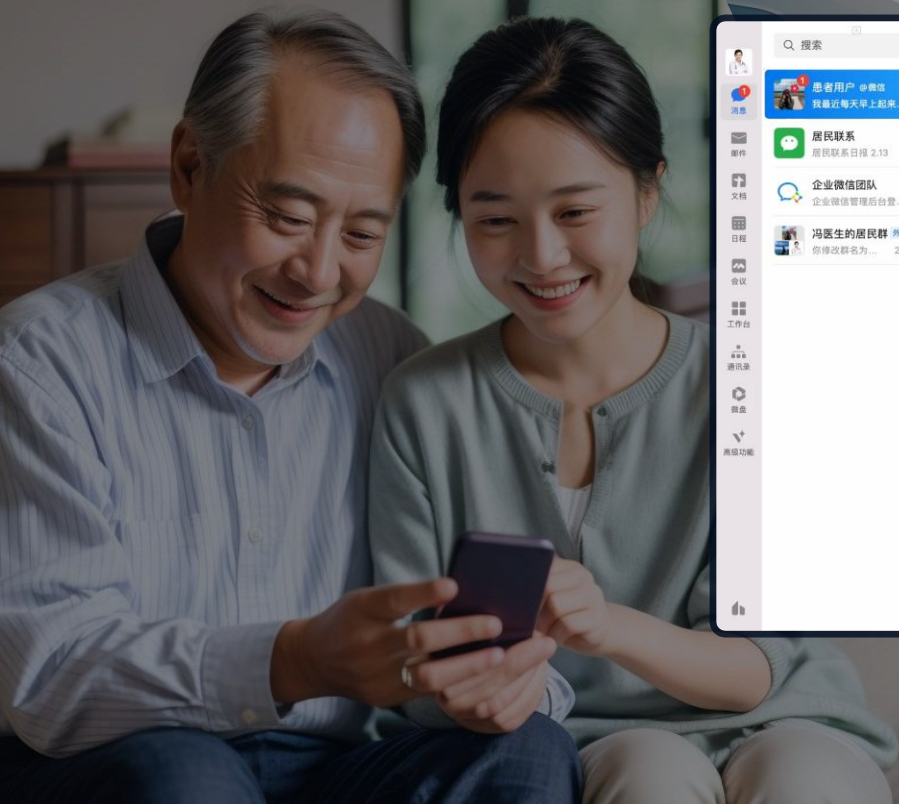 搜索
消息
邮件
文档
日程
会议
工作台
通讯录
微盘
高级功能
患者用户 @微信
我最近每天早上起来...
居民联系
居民联系日报 2.13
企业微信团队
企业微信管理后台登...
冯医生的居民群
你修改群名为...